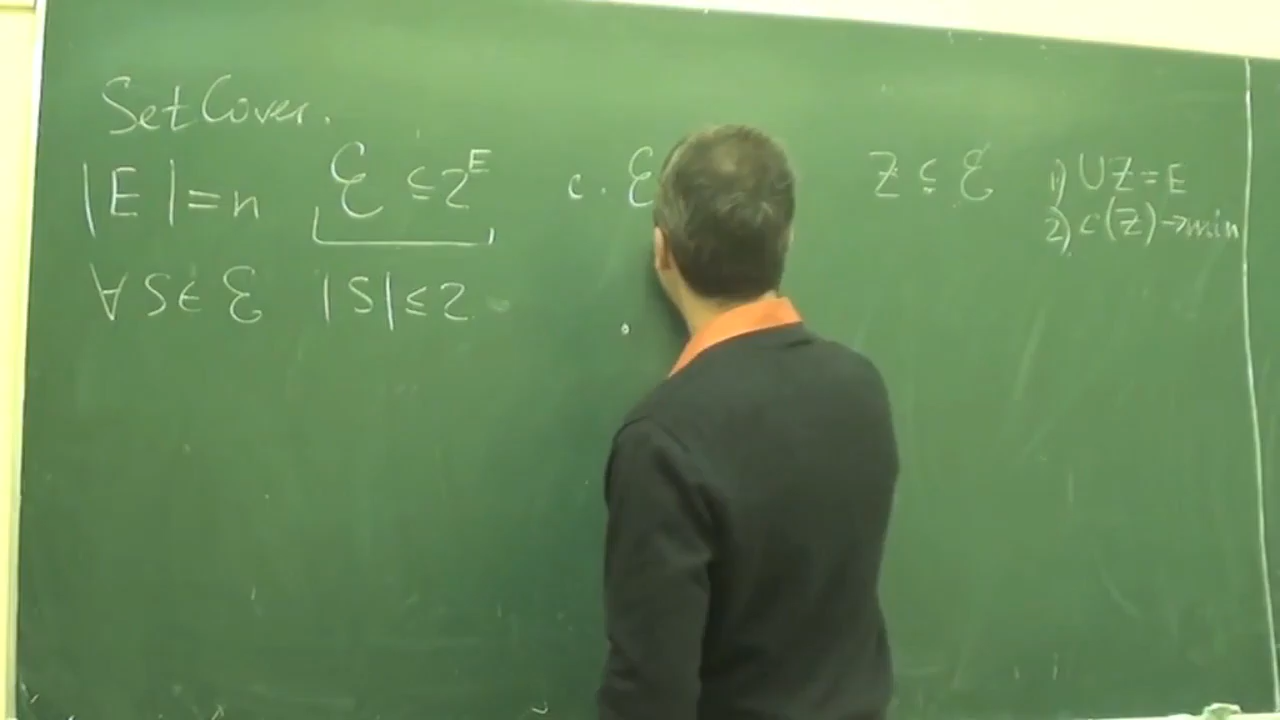 Set Cover.
|E|=n ℰ ⊆ 2^E c: ℰ Z ⊆ ℰ 1) ∪Z=E
2) c(Z)→min
∀ S∈ ℰ |S|≤2